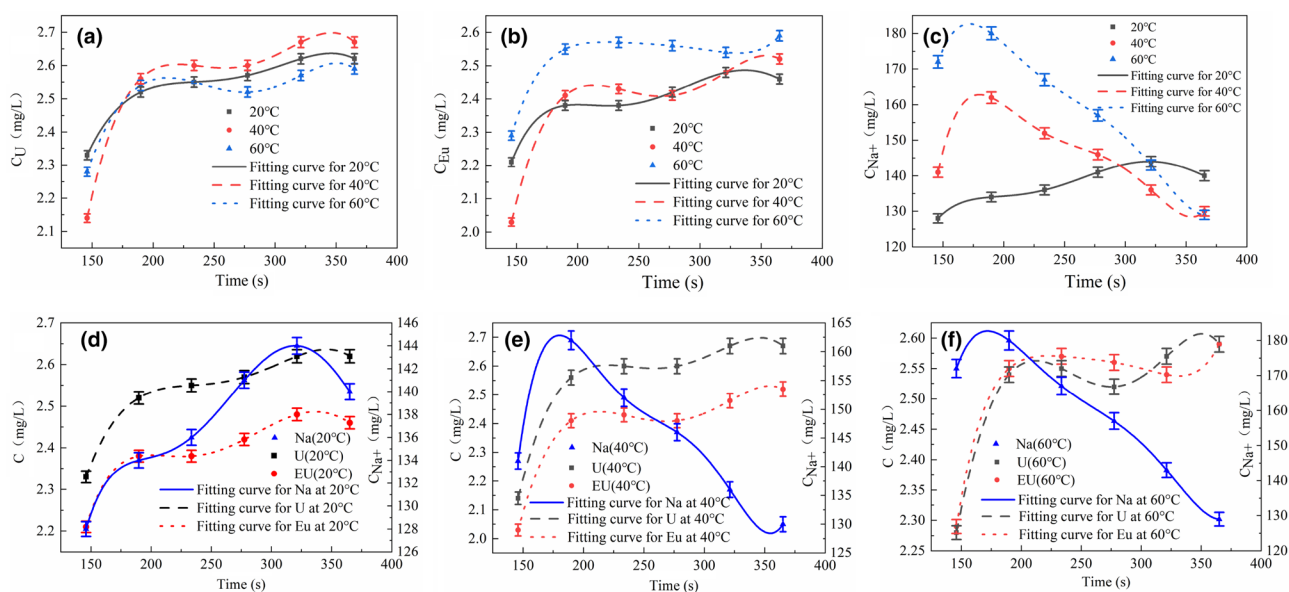 (a)
2.7
2.6
2.5
2.4
2.3
2.2
2.1
C_U (mg/L)
20℃
40℃
60℃
Fitting curve for 20℃
Fitting curve for 40℃
Fitting curve for 60℃
150 200 250 300 350 400
Time (s)
(b)
2.6
2.5
2.4
2.3
2.2
2.1
2.0
C_Eu (mg/L)
20℃
40℃
60℃
Fitting curve for 20℃
Fitting curve for 40℃
Fitting curve for 60℃
150 200 250 300 350 400
Time (s)
(c)
180
170
160
150
140
130
120
C_Na+ (mg/L)
20℃
40℃
60℃
Fitting curve for 20℃
Fitting curve for 40℃
Fitting curve for 60℃
150 200 250 300 350 400
Time (s)
(d)
2.7
2.6
2.5
2.4
2.3
2.2
C (mg/L)
146
144
142
140
138
136
134
132
130
128
126
C_Na+ (mg/L)
Na(20℃)
U(20℃)
EU(20℃)
Fitting curve for Na at 20℃
Fitting curve for U at 20℃
Fitting curve for Eu at 20℃
150 200 250 300 350 400
Time (s)
(e)
2.7
2.6
2.5
2.4
2.3
2.2
2.1
2.0
C (mg/L)
165
160
155
150
145
140
135
130
125
C_Na+ (mg/L)
Na(40℃)
U(40℃)
EU(40℃)
Fitting curve for Na at 40℃
Fitting curve for U at 40℃
Fitting curve for Eu at 40℃
150 200 250 300 350 400
Time (s)
(f)
2.60
2.55
2.50
2.45
2.40
2.35
2.30
2.25
C (mg/L)
180
170
160
150
140
130
120
C_Na+ (mg/L)
Na(60℃)
U(60℃)
EU(60℃)
Fitting curve for Na at 60℃
Fitting curve for U at 60℃
Fitting curve for Eu at 60℃
150 200 250 300 350 400
Time (s)